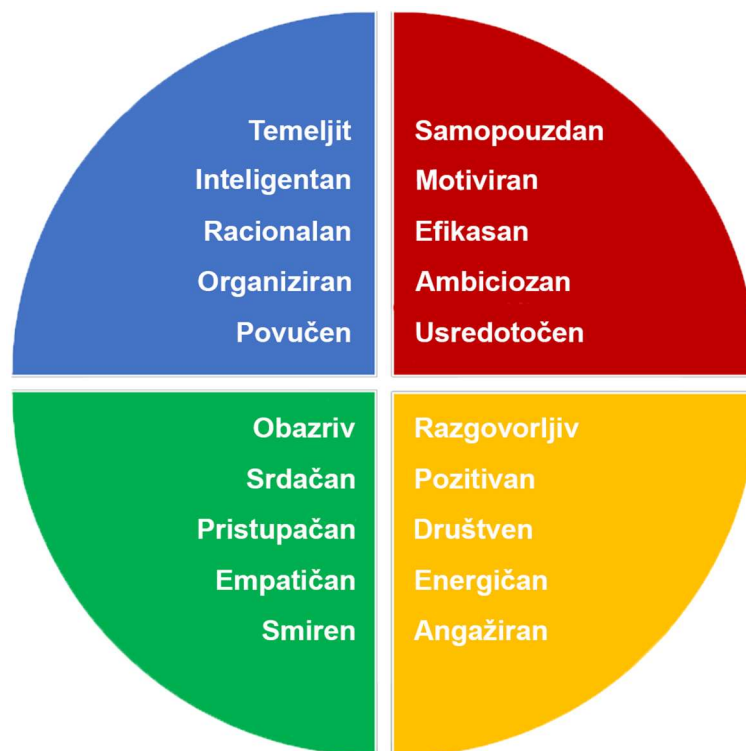 Temeljit
Inteligentan
Racionalan
Organiziran
Povučen
Samopouzdan
Motiviran
Efikasan
Ambiciozan
Usredotočen
Obazriv
Srdačan
Pristupačan
Empatičan
Smiren
Razgovorljiv
Pozitivan
Društven
Energičan
Angažiran